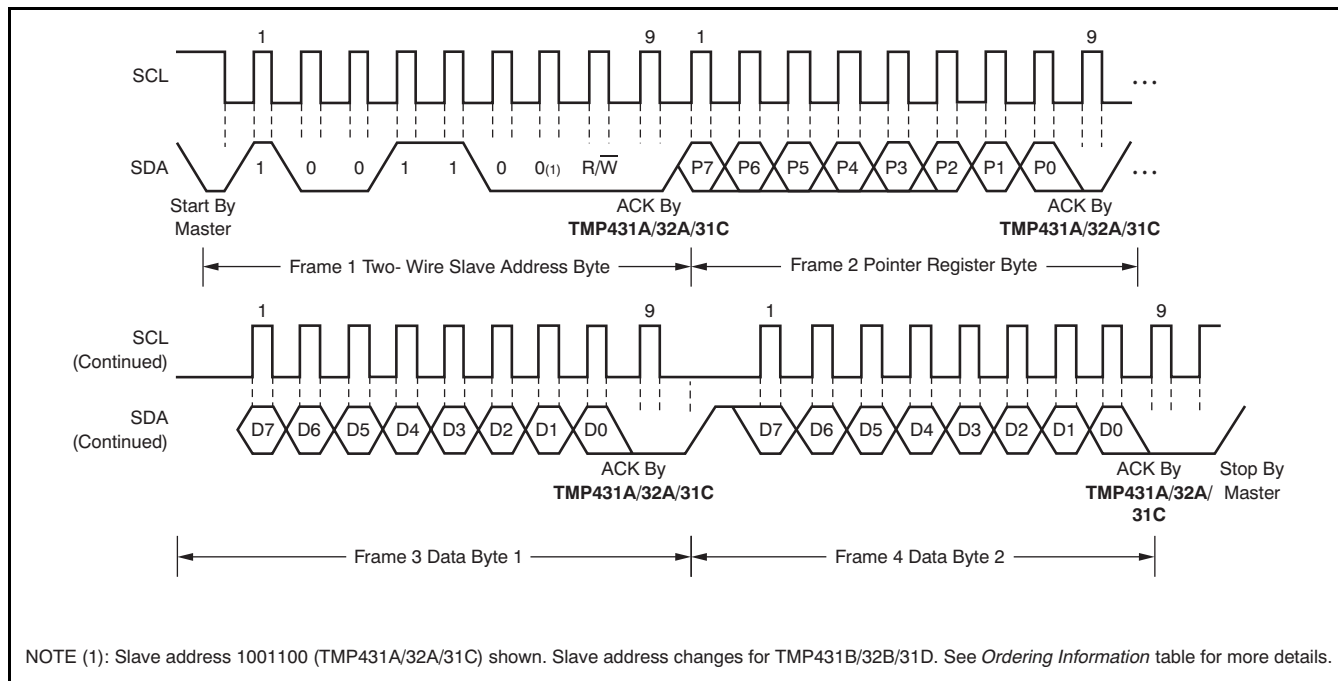 1 9 1 9
SCL ...
SDA 1 0 0 1 1 0 0(1) R/W̅ P7 P6 P5 P4 P3 P2 P1 P0 ...
Start By
Master
ACK By
TMP431A/32A/31C
ACK By
TMP431A/32A/31C
Frame 1 Two- Wire Slave Address Byte
Frame 2 Pointer Register Byte
1 9 1 9
SCL
(Continued)
SDA
(Continued)
D7 D6 D5 D4 D3 D2 D1 D0 D7 D6 D5 D4 D3 D2 D1 D0
ACK By
TMP431A/32A/31C
ACK By
TMP431A/32A/
31C
Stop By
Master
Frame 3 Data Byte 1
Frame 4 Data Byte 2
NOTE (1): Slave address 1001100 (TMP431A/32A/31C) shown. Slave address changes for TMP431B/32B/31D. See Ordering Information table for more details.